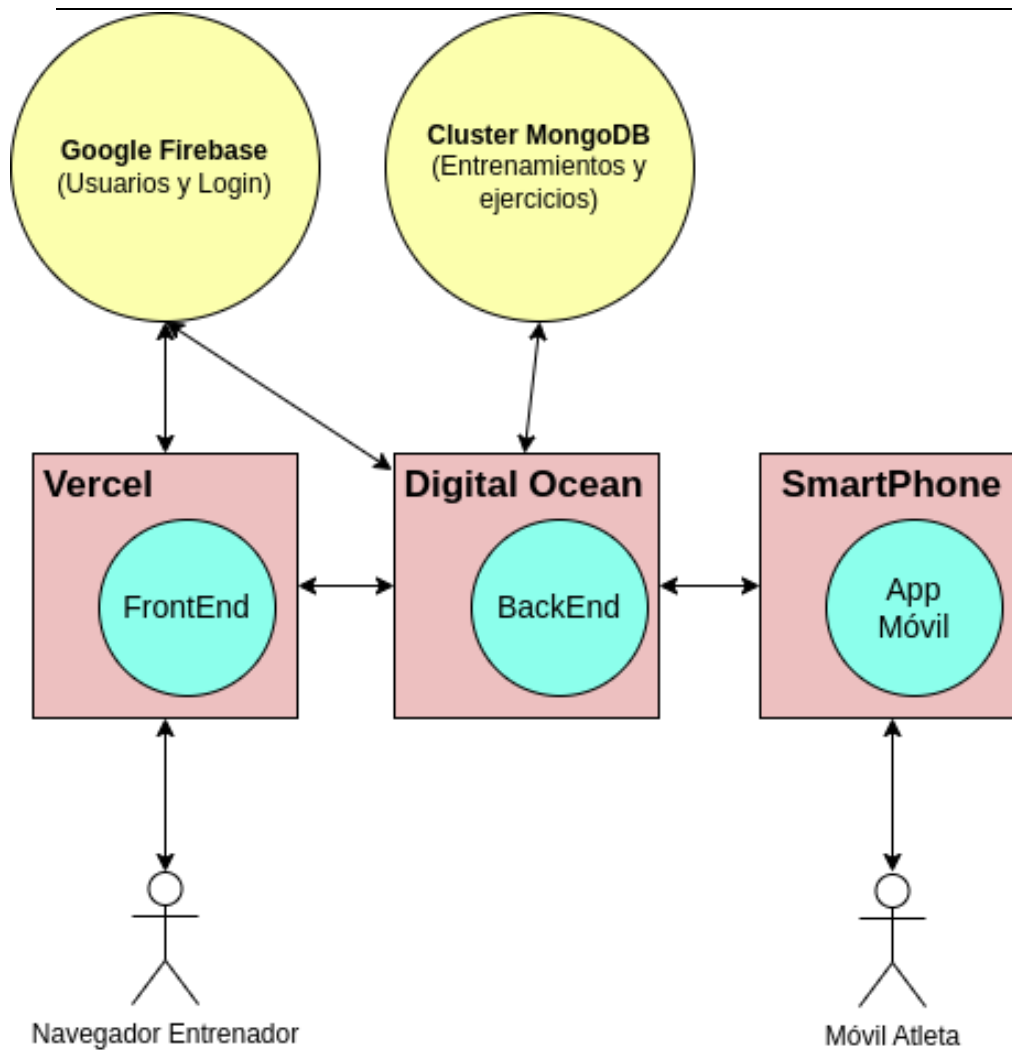 Google Firebase
(Usuarios y Login)
Cluster MongoDB
(Entrenamientos y
ejercicios)
Vercel
FrontEnd
Digital Ocean
BackEnd
SmartPhone
App
Móvil
Navegador Entrenador
Móvil Atleta